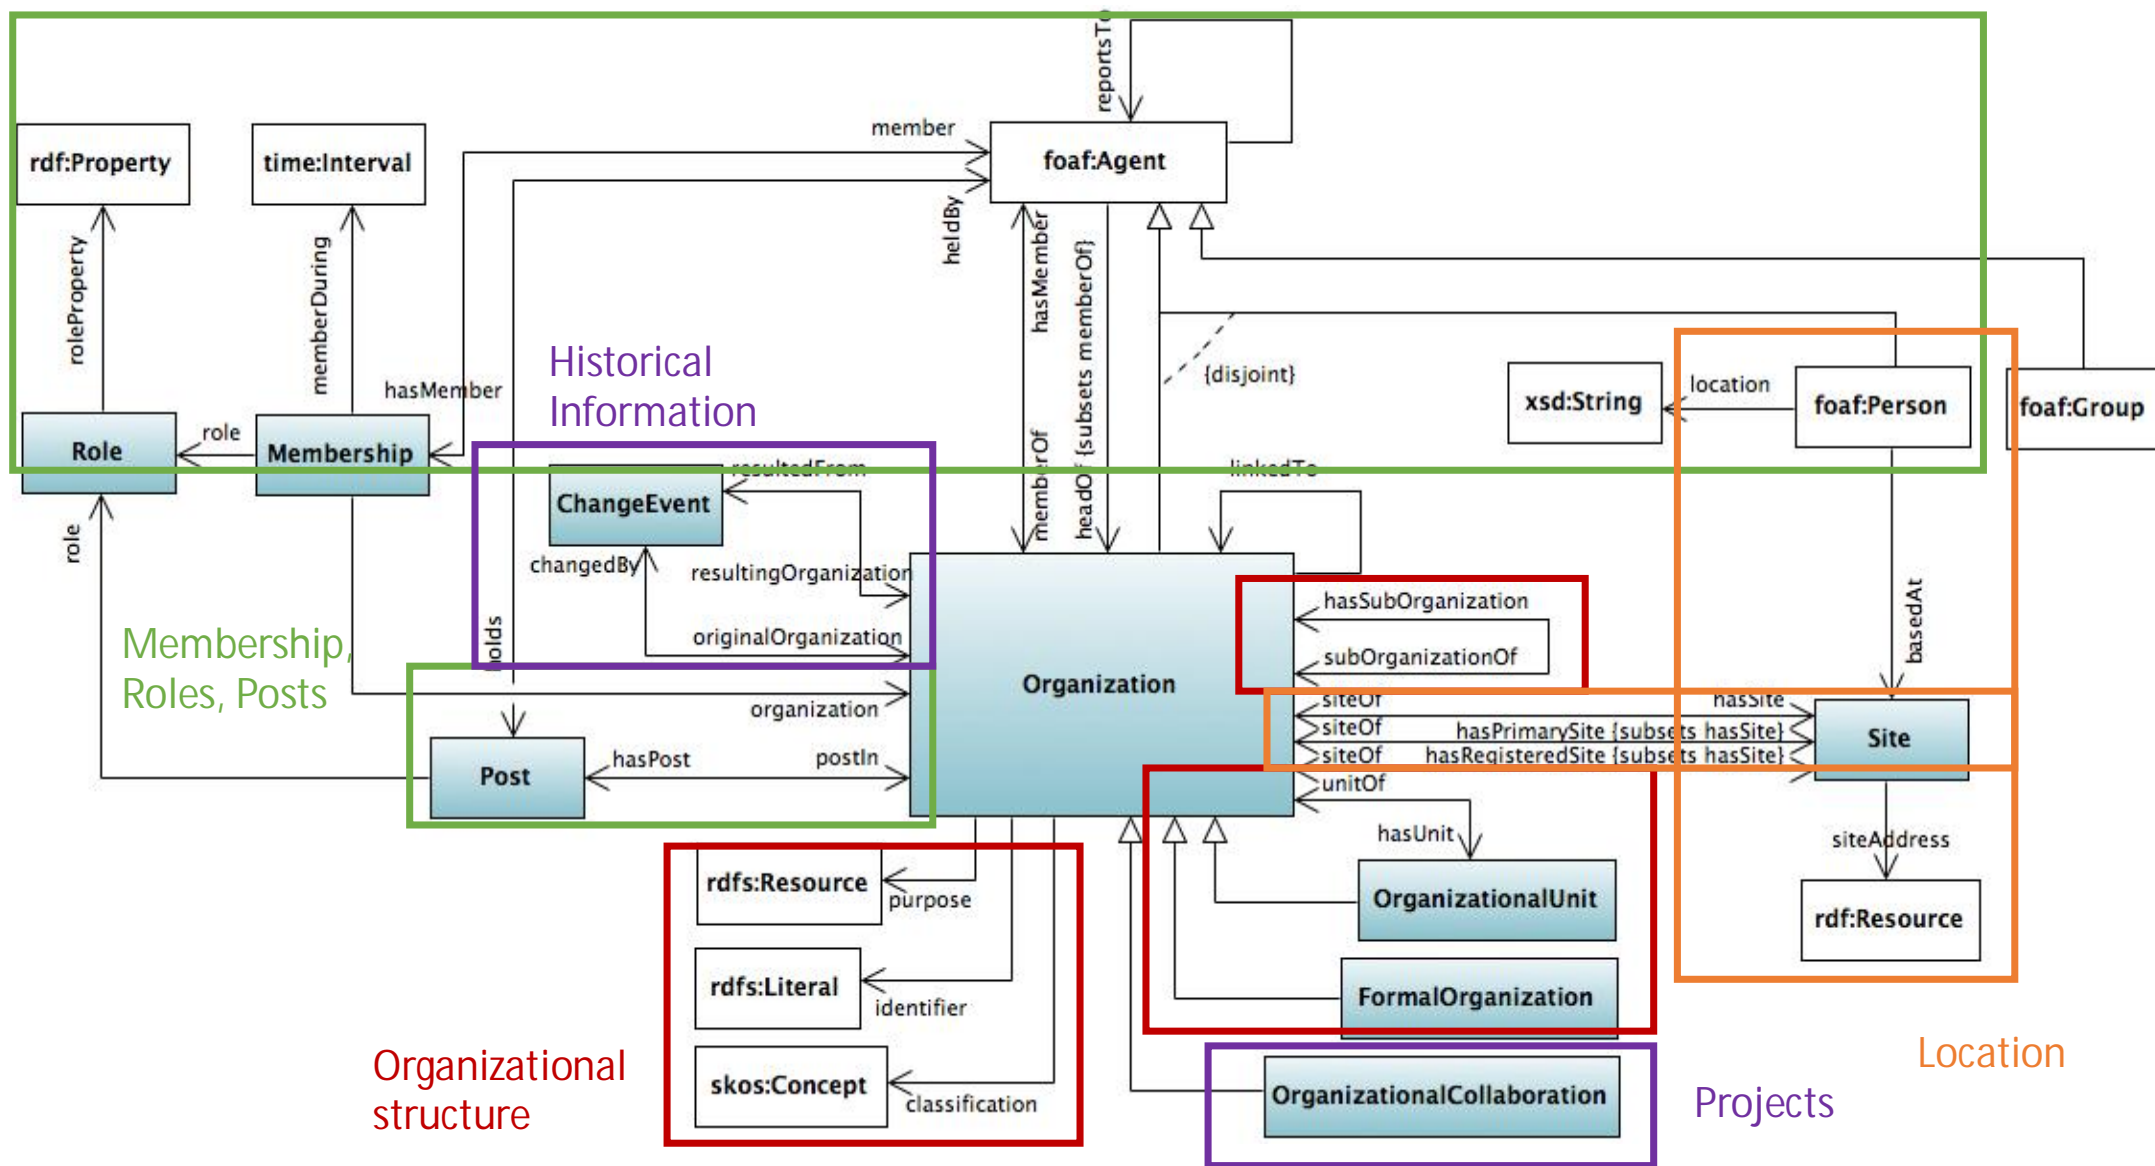 reportsTo
member
rdf:Property
time:Interval
foaf:Agent
heldBy
hasMember
roleProperty
memberDuring
headOf {subsets memberOf}
Historical
Information
{disjoint}
hasMember
xsd:String
location
foaf:Person
foaf:Group
Role
role
Membership
resultedFrom
memberOf
linkedTo
ChangeEvent
role
changedBy
resultingOrganization
hasSubOrganization
basedAt
Membership,
Roles, Posts
holds
originalOrganization
subOrganizationOf
Organization
organization
siteOf
hasSite
siteOf
hasPrimarySite {subsets hasSite}
siteOf
hasRegisteredSite {subsets hasSite}
Site
Post
hasPost
postIn
unitOf
hasUnit
siteAddress
rdfs:Resource
purpose
OrganizationalUnit
rdf:Resource
rdfs:Literal
identifier
FormalOrganization
Organizational
structure
skos:Concept
classification
OrganizationalCollaboration
Projects
Location